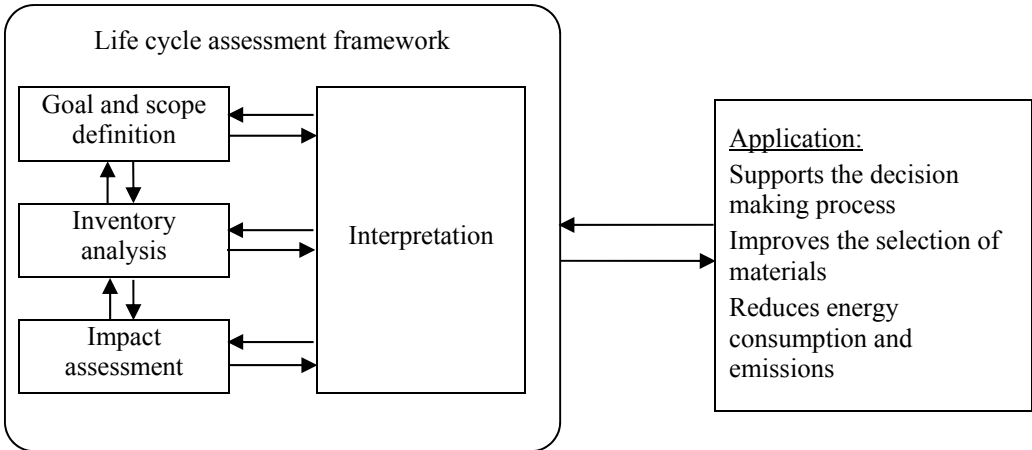 Life cycle assessment framework
Goal and scope
definition
Inventory
analysis
Impact
assessment
Interpretation
Application:
Supports the decision
making process
Improves the selection of
materials
Reduces energy
consumption and
emissions